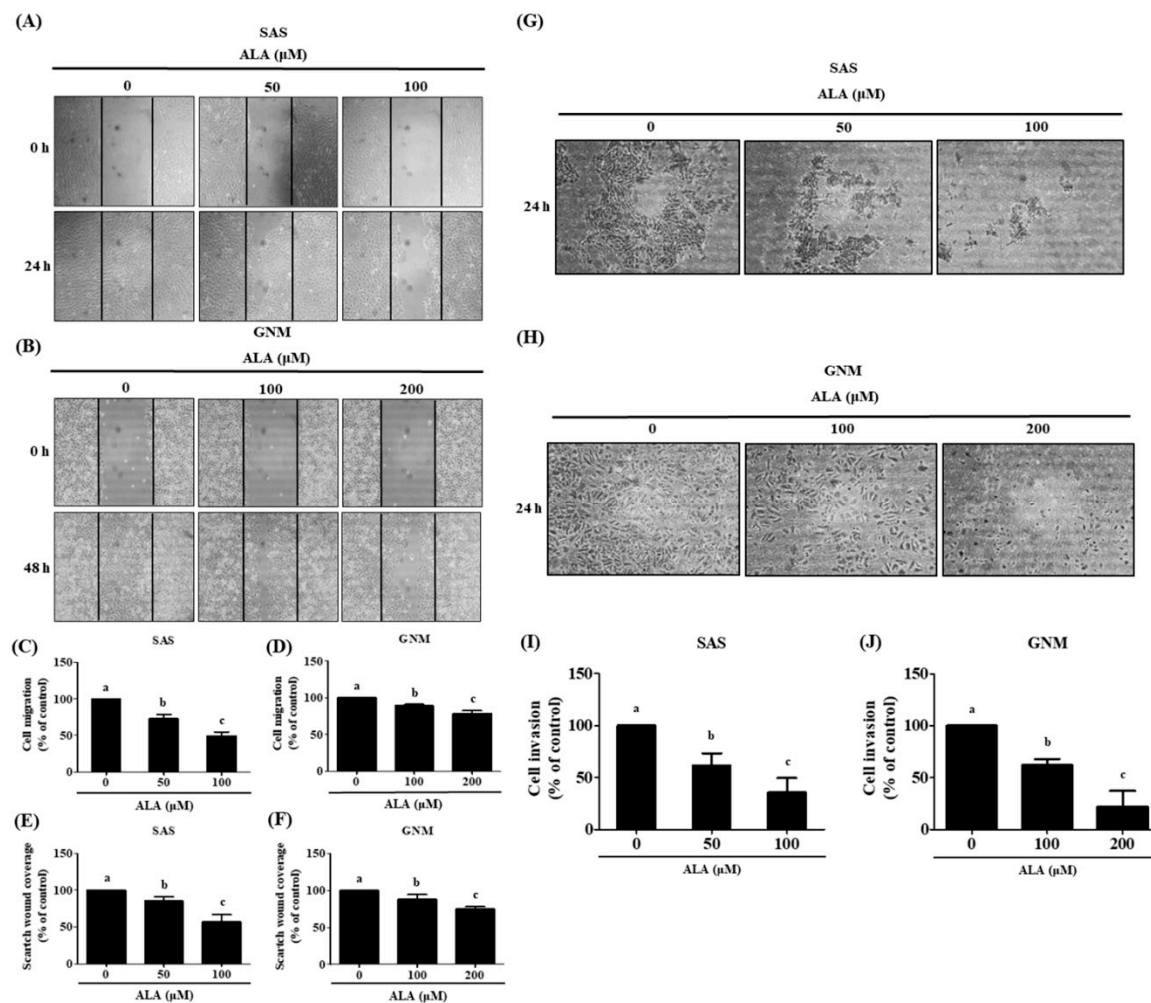 (A)
SAS
ALA (μM)
0 50 100
0 h
24 h
(B)
GNM
ALA (μM)
0 100 200
0 h
48 h
(C)
SAS
Cell migration
(% of control)
150
100
50
0
a b c
0 50 100
ALA (μM)
(D)
GNM
Cell migration
(% of control)
150
100
50
0
a b c
0 100 200
ALA (μM)
(E)
SAS
Scartch wound coverage
(% of control)
150
100
50
0
a b c
0 50 100
ALA (μM)
(F)
GNM
Scartch wound coverage
(% of control)
150
100
50
0
a b c
0 100 200
ALA (μM)
(G)
SAS
ALA (μM)
0 50 100
24 h
(H)
GNM
ALA (μM)
0 100 200
24 h
(I)
SAS
Cell invasion
(% of control)
150
100
50
0
a b c
0 50 100
ALA (μM)
(J)
GNM
Cell invasion
(% of control)
150
100
50
0
a b c
0 100 200
ALA (μM)